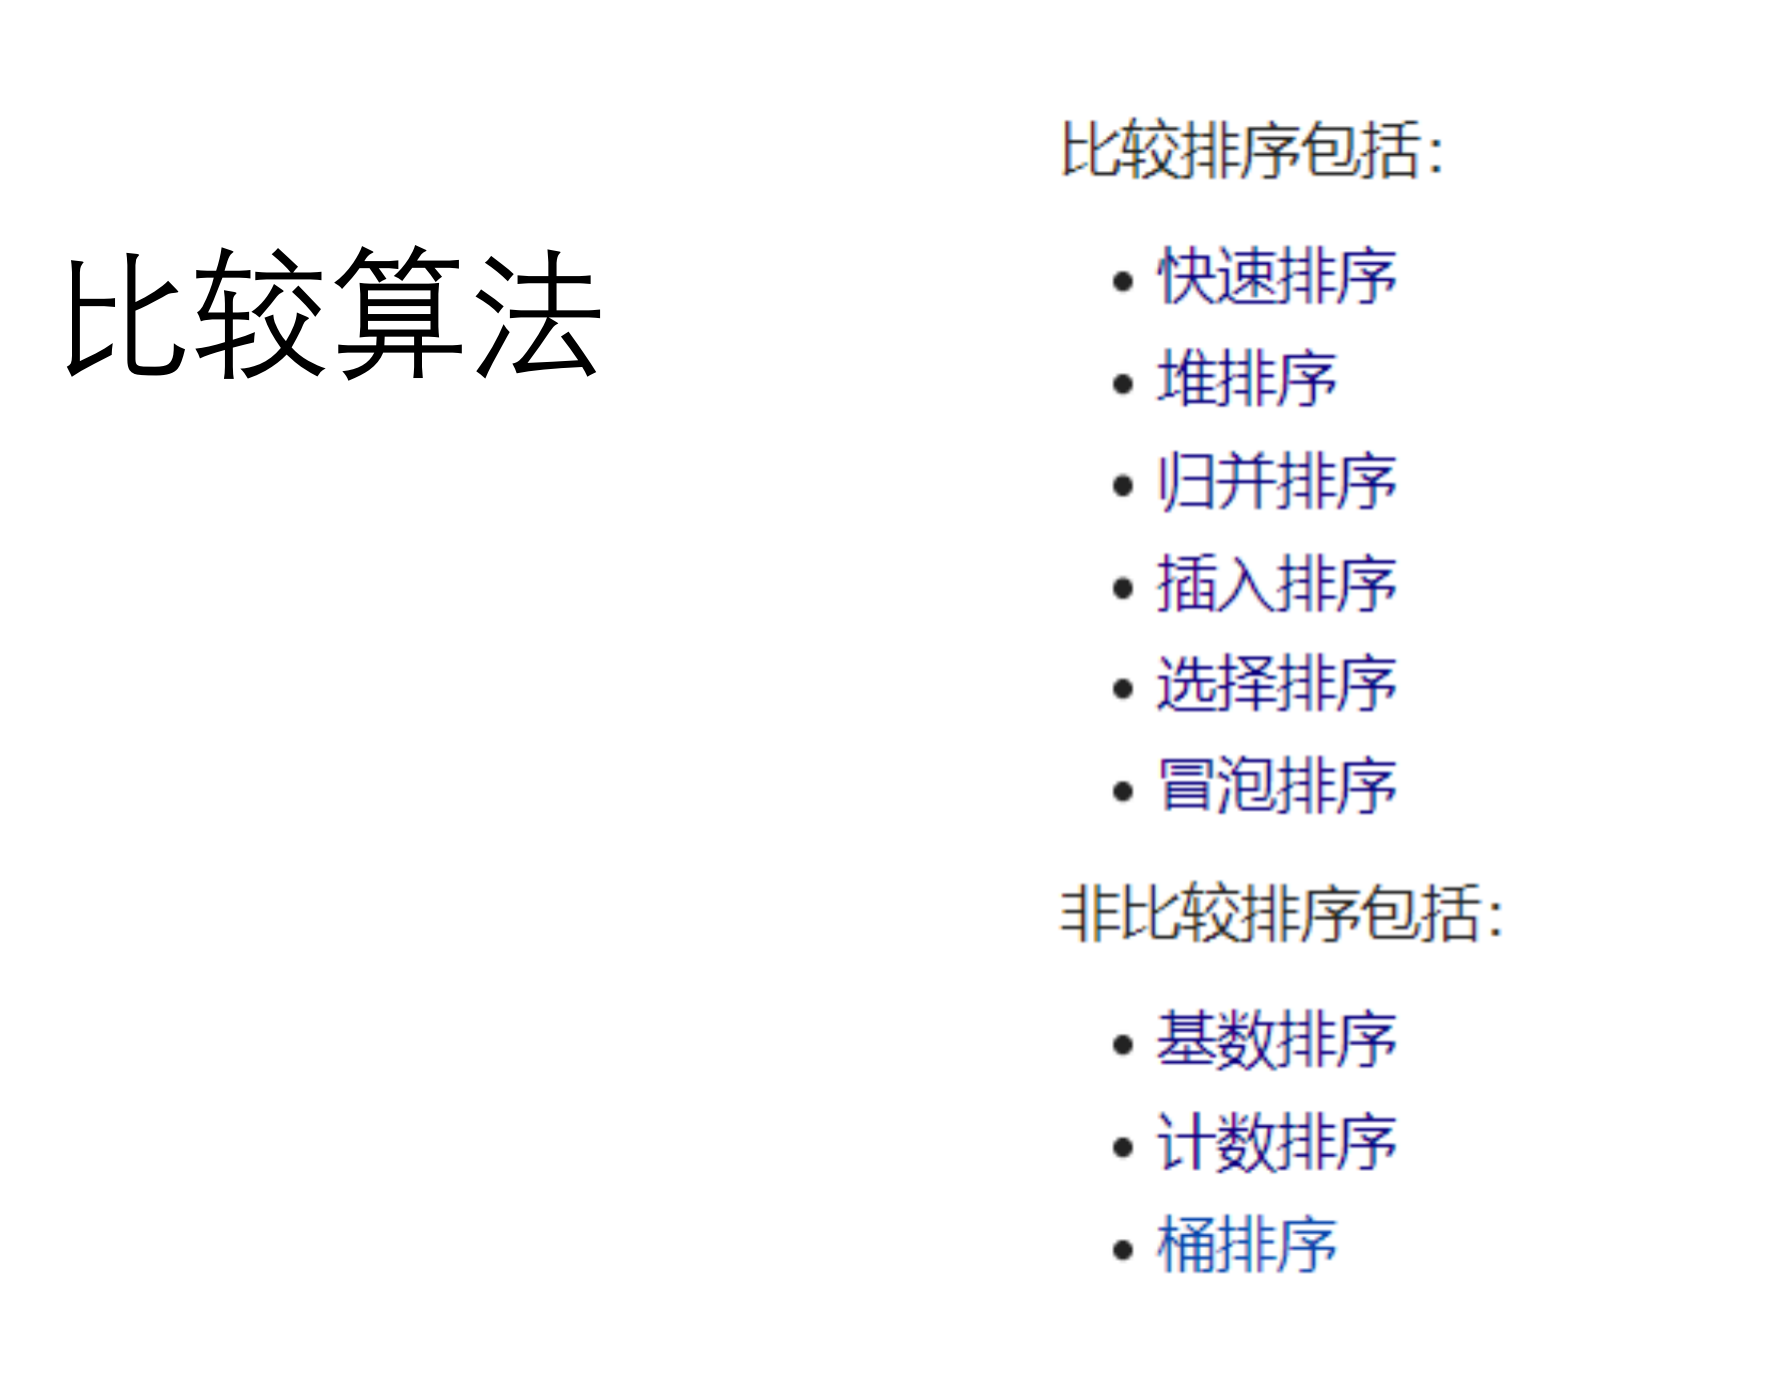 比较算法
比较排序包括：
• 快速排序
• 堆排序
• 归并排序
• 插入排序
• 选择排序
• 冒泡排序
非比较排序包括：
• 基数排序
• 计数排序
• 桶排序